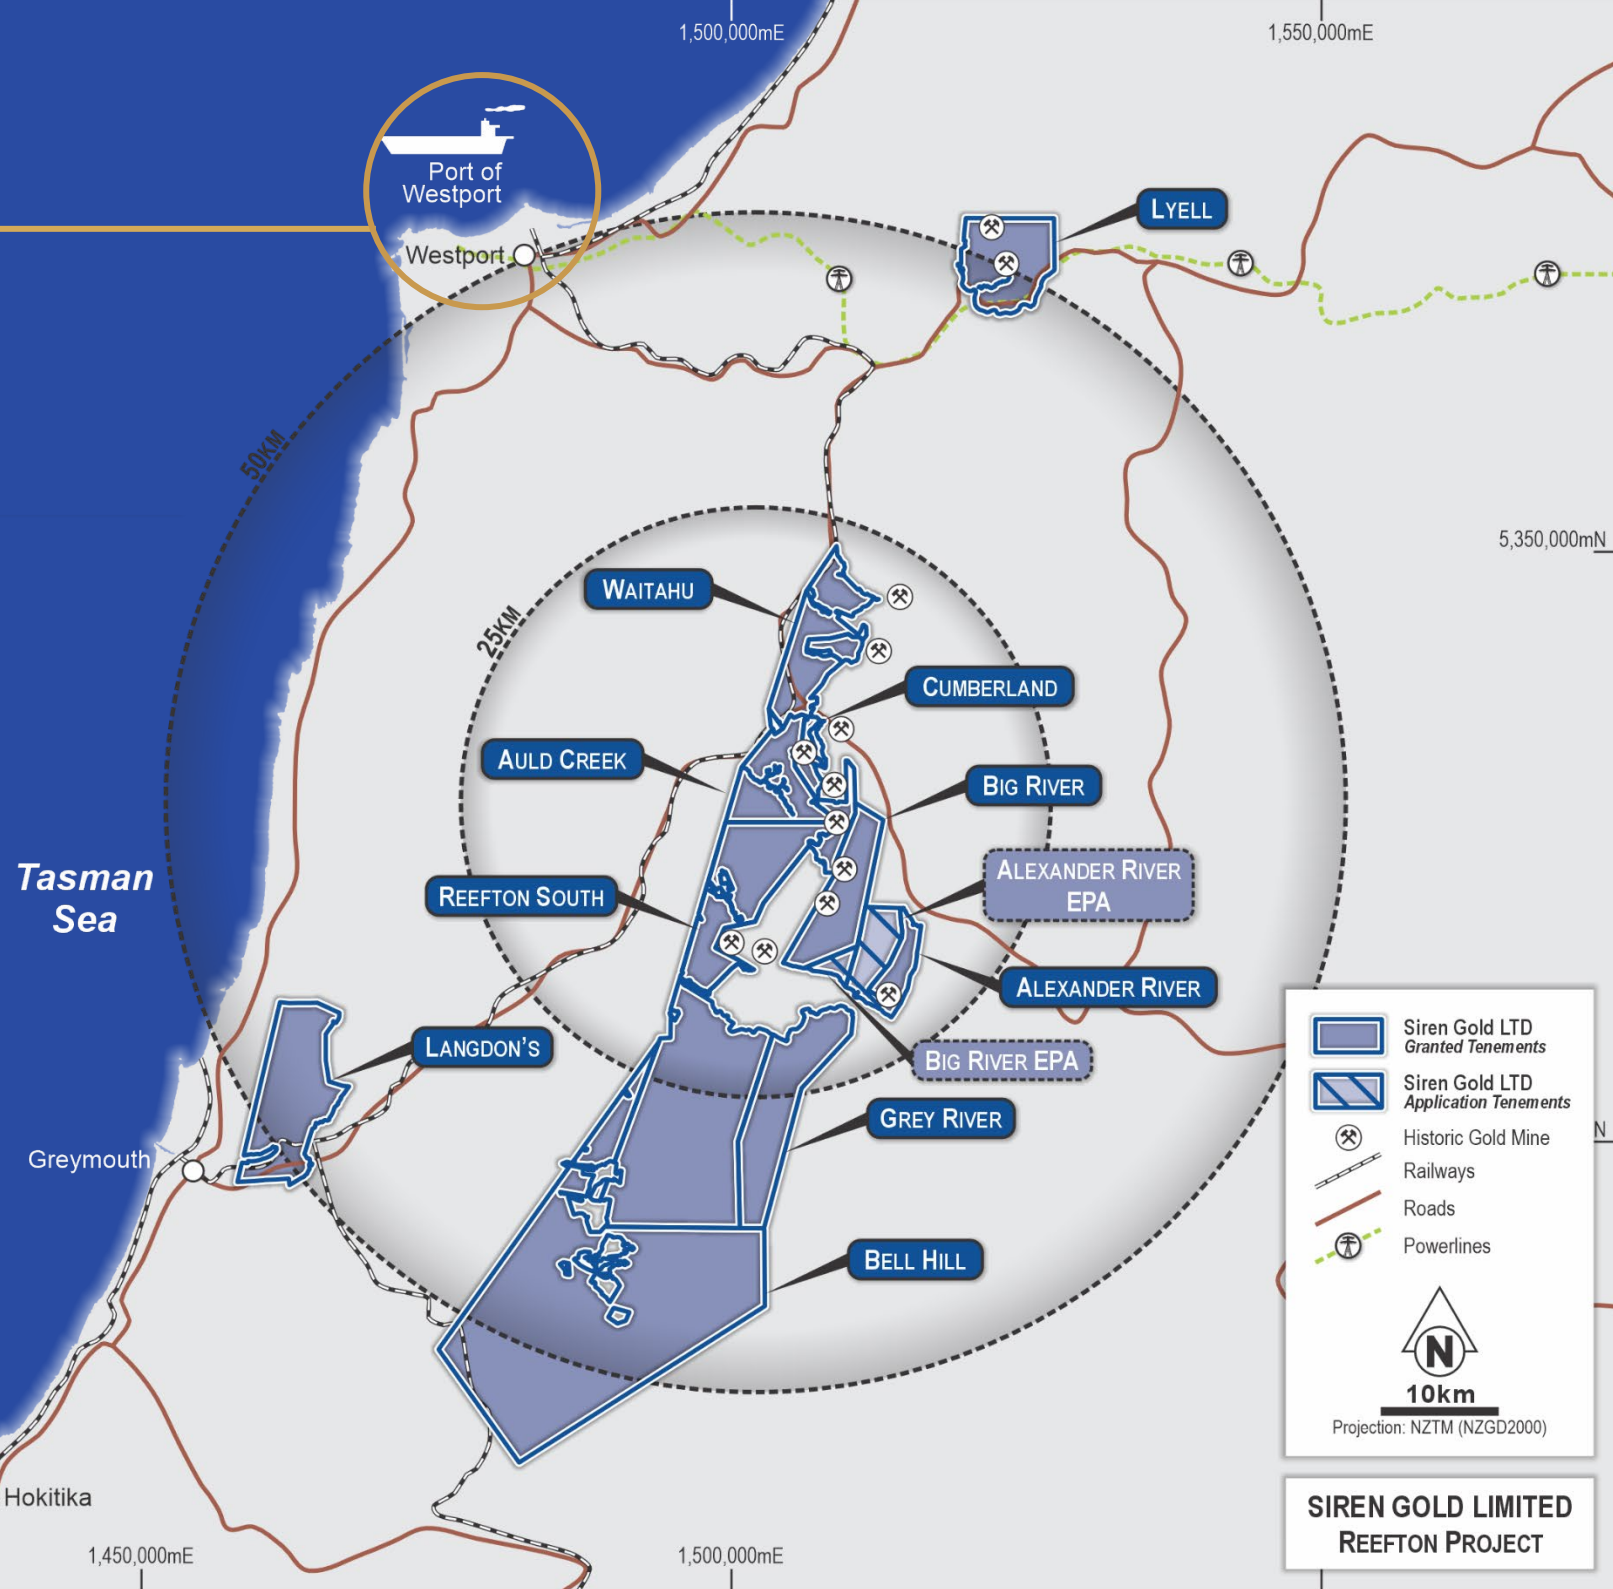 1,500,000mE
1,550,000mE
Port of
Westport
Westport
LYELL
50KM
5,350,000mN
WAITAHU
25KM
CUMBERLAND
AULD CREEK
BIG RIVER
ALEXANDER RIVER
EPA
Tasman
Sea
REEFTON SOUTH
ALEXANDER RIVER
LANGDON'S
BIG RIVER EPA
GREY RIVER
Greymouth
BELL HILL
Siren Gold LTD
Granted Tenements
Siren Gold LTD
Application Tenements
Historic Gold Mine
N
Railways
Roads
Powerlines
N
10km
Projection: NZTM (NZGD2000)
Hokitika
SIREN GOLD LIMITED
REEFTON PROJECT
1,450,000mE
1,500,000mE